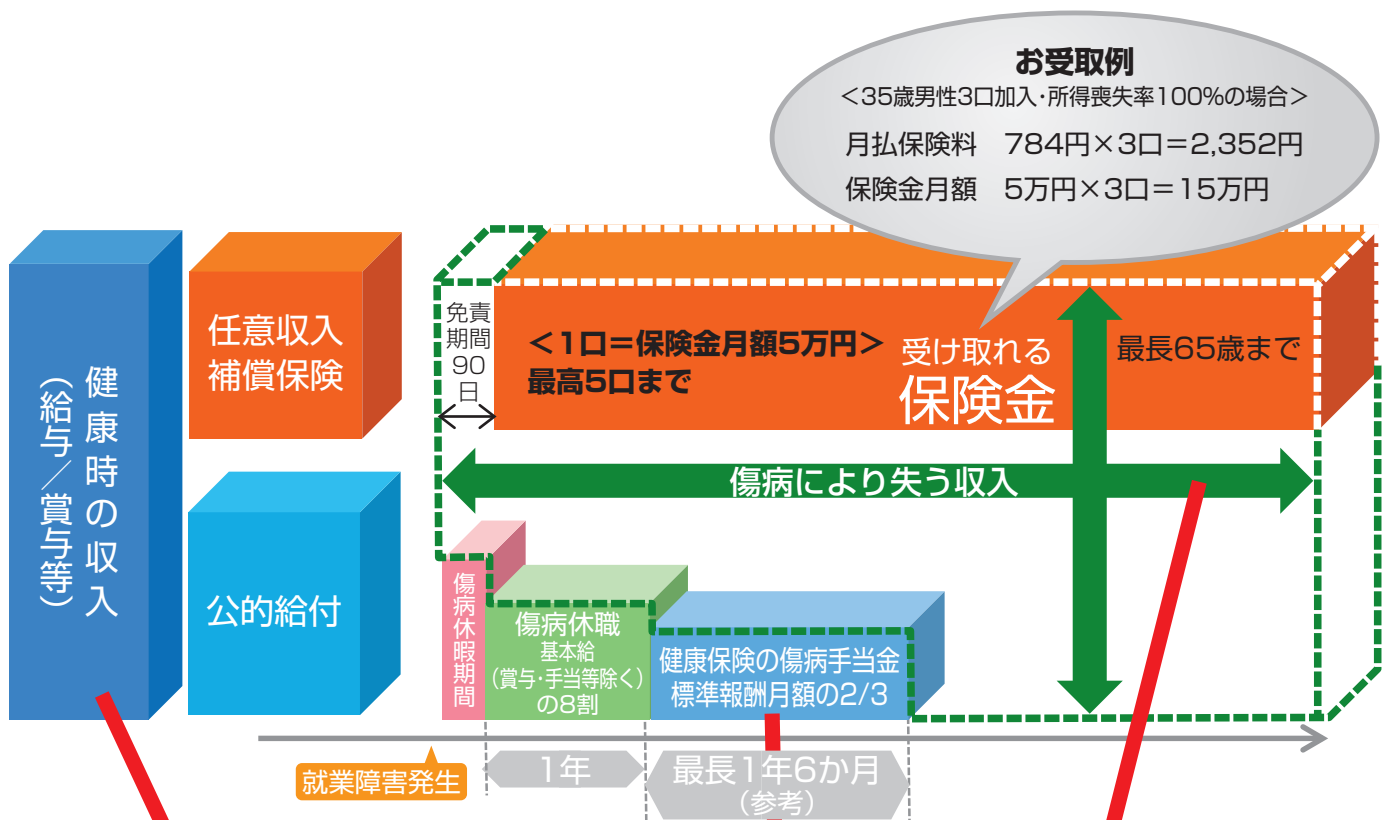 お受取例
＜35歳男性3口加入・所得喪失率100%の場合＞
月払保険料　784円×3口＝2,352円
保険金月額　5万円×3口＝15万円
健康時の収入
（給与／賞与等）
任意収入
補償保険
公的給付
免責
期間
90
日
＜1口＝保険金月額5万円＞
最高5口まで
受け取れる
保険金
最長65歳まで
傷病により失う収入
傷病休暇期間
傷病休職
基本給
（賞与・手当等除く）
の8割
健康保険の傷病手当金
標準報酬月額の2/3
就業障害発生
1年
最長1年6か月
（参考）